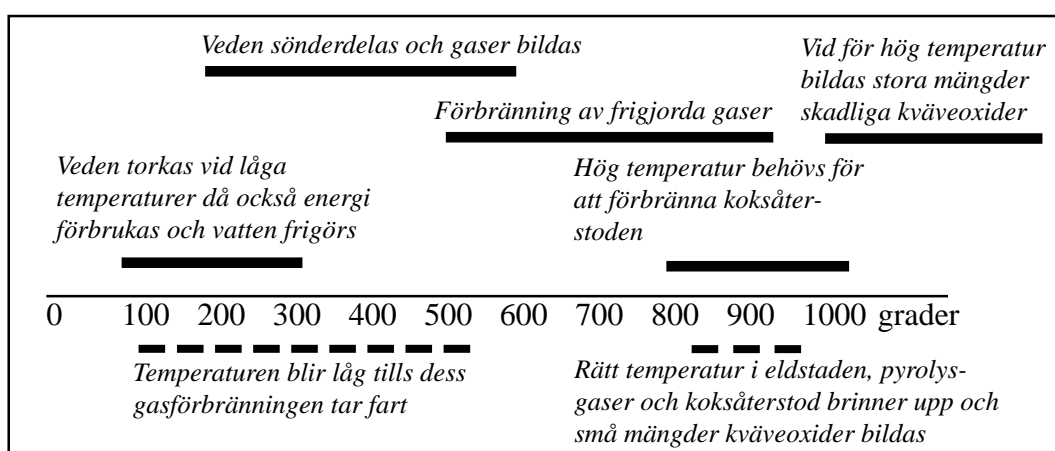 Veden sönderdelas och gaser bildas
Vid för hög temperatur
bildas stora mängder
skadliga kväveoxider
Förbränning av frigjorda gaser
Veden torkas vid låga
temperaturer då också energi
förbrukas och vatten frigörs
Hög temperatur behövs för
att förbränna koksåter-
stoden
0 100 200 300 400 500 600 700 800 900 1000 grader
Temperaturen blir låg tills dess
gasförbränningen tar fart
Rätt temperatur i eldstaden, pyrolys-
gaser och koksåterstod brinner upp och
små mängder kväveoxider bildas